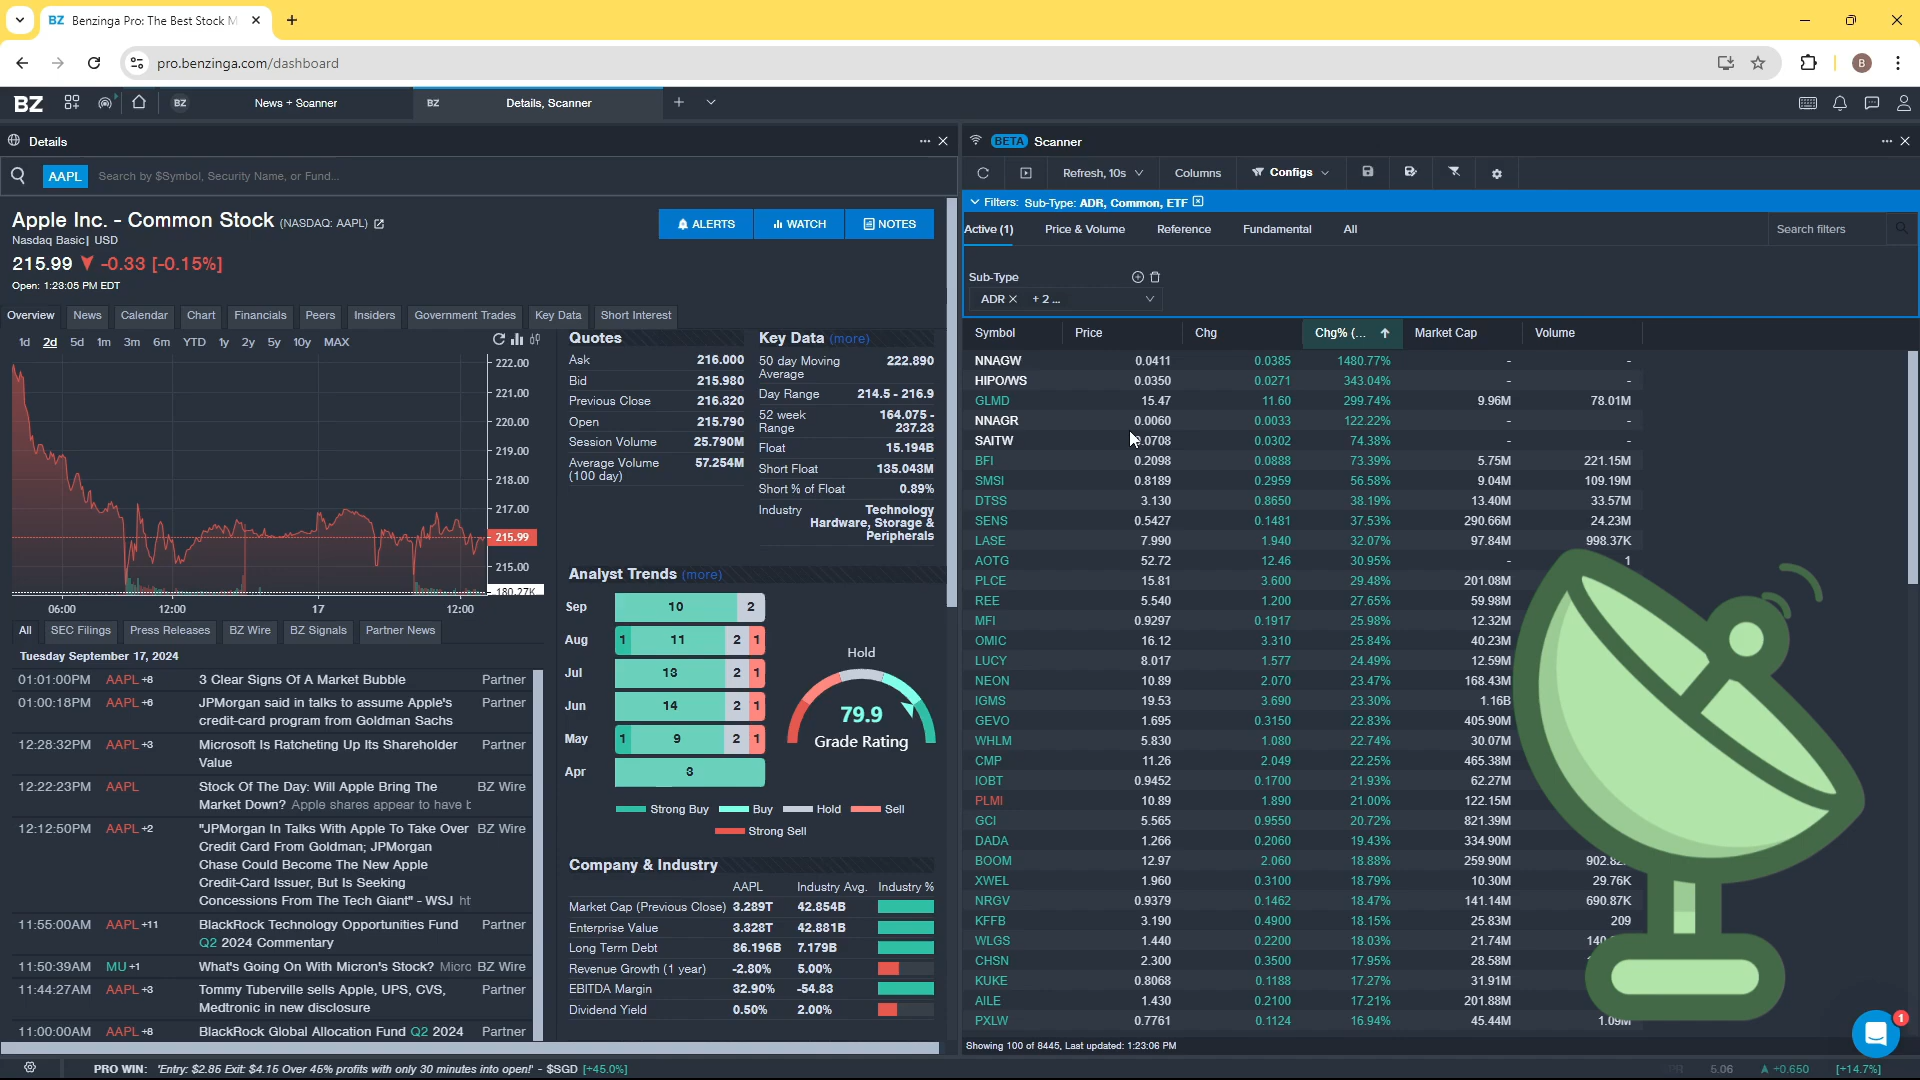 BZ Benzinga Pro: The Best Stock M
pro.benzinga.com/dashboard
B
BZ
BZ News + Scanner
BZ Details, Scanner
Details
AAPL Search by $Symbol, Security Name, or Fund...
Apple Inc. - Common Stock (NASDAQ: AAPL)
Nasdaq Basic| USD
215.99 -0.33 [-0.15%]
Open: 1:23:05 PM EDT
ALERTS WATCH NOTES
Overview News Calendar Chart Financials Peers Insiders Government Trades Key Data Short Interest
1d 2d 5d 1m 3m 6m YTD 1y 2y 5y 10y MAX
222.00
221.00
220.00
219.00
218.00
217.00
215.99
215.00
180.27K
06:00 12:00 17 12:00
Quotes
Ask 216.000
Bid 215.980
Previous Close 216.320
Open 215.790
Session Volume 25.790M
Average Volume 57.254M
(100 day)
Key Data (more)
50 day Moving 222.890
Average
Day Range 214.5 - 216.9
52 week 164.075 -
Range 237.23
Float 15.194B
Short Float 135.043M
Short % of Float 0.89%
Industry Technology
Hardware, Storage &
Peripherals
Analyst Trends (more)
Sep 10 2
Aug 1 11 2 1
Jul 13 2 1
Jun 14 2 1
May 1 9 2 1
Apr 8
Strong Buy Buy Hold Sell
Strong Sell
Hold
79.9
Grade Rating
Company & Industry
AAPL Industry Avg. Industry %
Market Cap (Previous Close) 3.289T 42.854B
Enterprise Value 3.328T 42.881B
Long Term Debt 86.196B 7.179B
Revenue Growth (1 year) -2.80% 5.00%
EBITDA Margin 32.90% -54.83
Dividend Yield 0.50% 2.00%
All SEC Filings Press Releases BZ Wire BZ Signals Partner News
Tuesday September 17, 2024
01:01:00PM AAPL +8 3 Clear Signs Of A Market Bubble Partner
01:00:18PM AAPL +6 JPMorgan said in talks to assume Apple's Partner
credit-card program from Goldman Sachs
12:28:32PM AAPL +3 Microsoft Is Ratcheting Up Its Shareholder Partner
Value
12:22:23PM AAPL Stock Of The Day: Will Apple Bring The BZ Wire
Market Down? Apple shares appear to have b
12:12:50PM AAPL +2 "JPMorgan In Talks With Apple To Take Over BZ Wire
Credit Card From Goldman; JPMorgan
Chase Could Become The New Apple
Credit-Card Issuer, But Is Seeking
Concessions From The Tech Giant" - WSJ ht
11:55:00AM AAPL +11 BlackRock Technology Opportunities Fund Partner
Q2 2024 Commentary
11:50:39AM MU +1 What's Going On With Micron's Stock? Micro BZ Wire
11:44:27AM AAPL +3 Tommy Tuberville sells Apple, UPS, CVS, Partner
Medtronic in new disclosure
11:00:00AM AAPL +8 BlackRock Global Allocation Fund Q2 2024 Partner
BETA Scanner
Refresh, 10s Columns Configs
Filters: Sub-Type: ADR, Common, ETF
Active (1) Price & Volume Reference Fundamental All Search filters
Sub-Type
ADR + 2 ...
Symbol Price Chg Chg% (... Market Cap Volume
NNAGW 0.0411 0.0385 1480.77% - -
HIPO/WS 0.0350 0.0271 343.04% - -
GLMD 15.47 11.60 299.74% 9.96M 78.01M
NNAGR 0.0060 0.0033 122.22% - -
SAITW 0.0708 0.0302 74.38% - -
BFI 0.2098 0.0888 73.39% 5.75M 221.15M
SMSI 0.8189 0.2959 56.58% 9.04M 109.19M
DTSS 3.130 0.8650 38.19% 13.40M 33.57M
SENS 0.5427 0.1481 37.53% 290.66M 24.23M
LASE 7.990 1.940 32.07% 97.84M 998.37K
AOTG 52.72 12.46 30.95% - 1
PLCE 15.81 3.600 29.48% 201.08M
REE 5.540 1.200 27.65% 59.98M
MFI 0.9297 0.1917 25.98% 12.32M
OMIC 16.12 3.310 25.84% 40.23M
LUCY 8.017 1.577 24.49% 12.59M
NEON 10.89 2.070 23.47% 168.43M
IGMS 19.53 3.690 23.30% 1.16B
GEVO 1.695 0.3150 22.83% 405.90M
WHLM 5.830 1.080 22.74% 30.07M
CMP 11.26 2.049 22.25% 465.38M
IOBT 0.9452 0.1700 21.93% 62.27M
PLMI 10.89 1.890 21.00% 122.15M
GCI 5.565 0.9550 20.72% 821.39M
DADA 1.266 0.2060 19.43% 334.90M
BOOM 12.97 2.060 18.88% 259.90M 902.82
XWEL 1.960 0.3100 18.79% 10.30M 29.76K
NRGV 0.9379 0.1462 18.47% 141.14M 690.87K
KFFB 3.190 0.4900 18.15% 25.83M 209
WLGS 1.440 0.2200 18.03% 21.74M 140
CHSN 2.300 0.3500 17.95% 28.58M
KUKE 0.8068 0.1188 17.27% 31.91M
AILE 1.430 0.2100 17.21% 201.88M
PXLW 0.7761 0.1124 16.94% 45.44M 1.09M
Showing 100 of 8445, Last updated: 1:23:06 PM
1
PRO WIN: 'Entry: $2.85 Exit: $4.15 Over 45% profits with only 30 minutes into open!' - $SGD [+45.0%]
5.06 +0.650 [+14.7%]